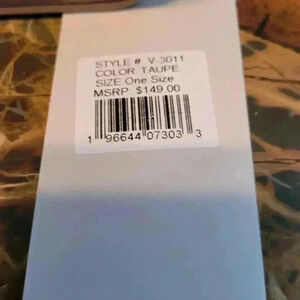 STYLE # V-3011
COLOR TAUPE
SIZE One Size
MSRP $149.00
1 96644 07303 3